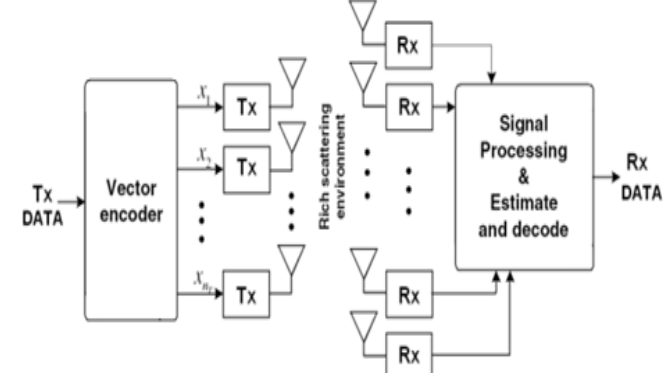 Tx
DATA
Vector
encoder
x₁
x₂
Tx
Tx
Tx
Rich scattering
environment
Rx
Rx
Rx
Rx
Signal
Processing
&
Estimate
and decode
Rx
DATA